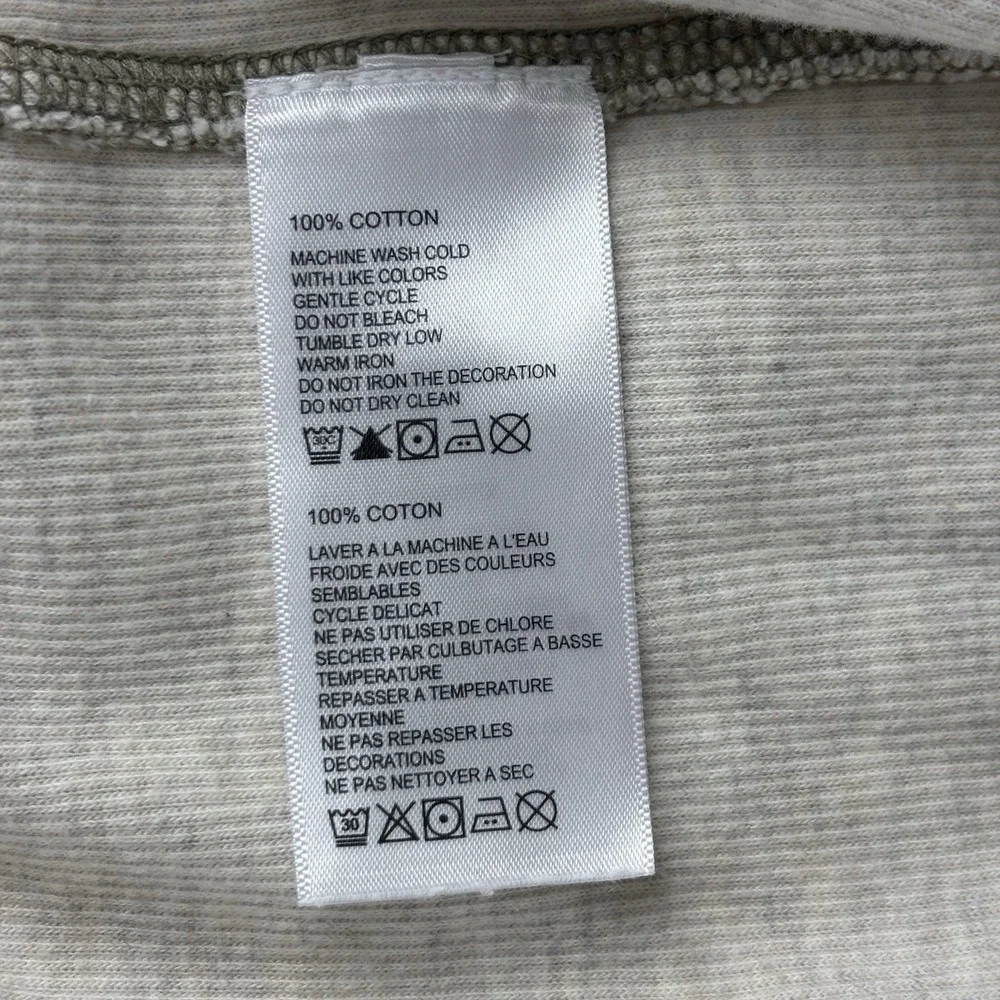 100% COTTON
MACHINE WASH COLD
WITH LIKE COLORS
GENTLE CYCLE
DO NOT BLEACH
TUMBLE DRY LOW
WARM IRON
DO NOT IRON THE DECORATION
DO NOT DRY CLEAN
30C
100% COTON
LAVER A LA MACHINE A L'EAU
FROIDE AVEC DES COULEURS
SEMBLABLES
CYCLE DELICAT
NE PAS UTILISER DE CHLORE
SECHER PAR CULBUTAGE A BASSE
TEMPERATURE
REPASSER A TEMPERATURE
MOYENNE
NE PAS REPASSER LES
DECORATIONS
NE PAS NETTOYER A SEC
30